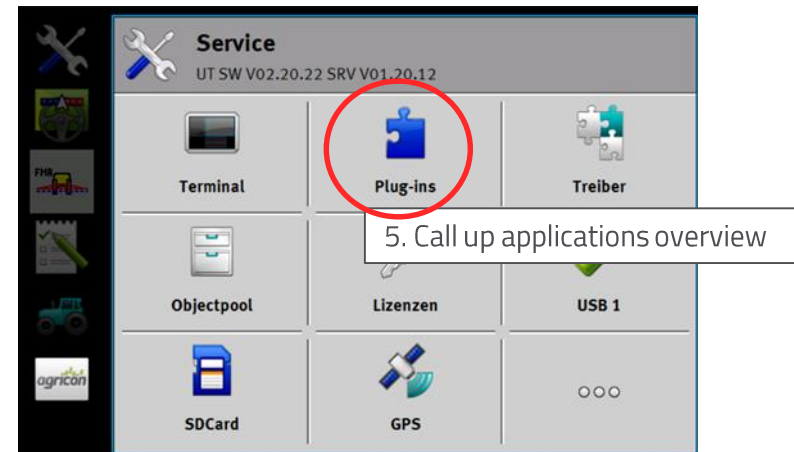 Service
UT SW V02.20.22 SRV V01.20.12
FHR
Terminal
Plug-ins
Treiber
5. Call up applications overview
Objectpool
Lizenzen
USB 1
agricon
SDCard
GPS